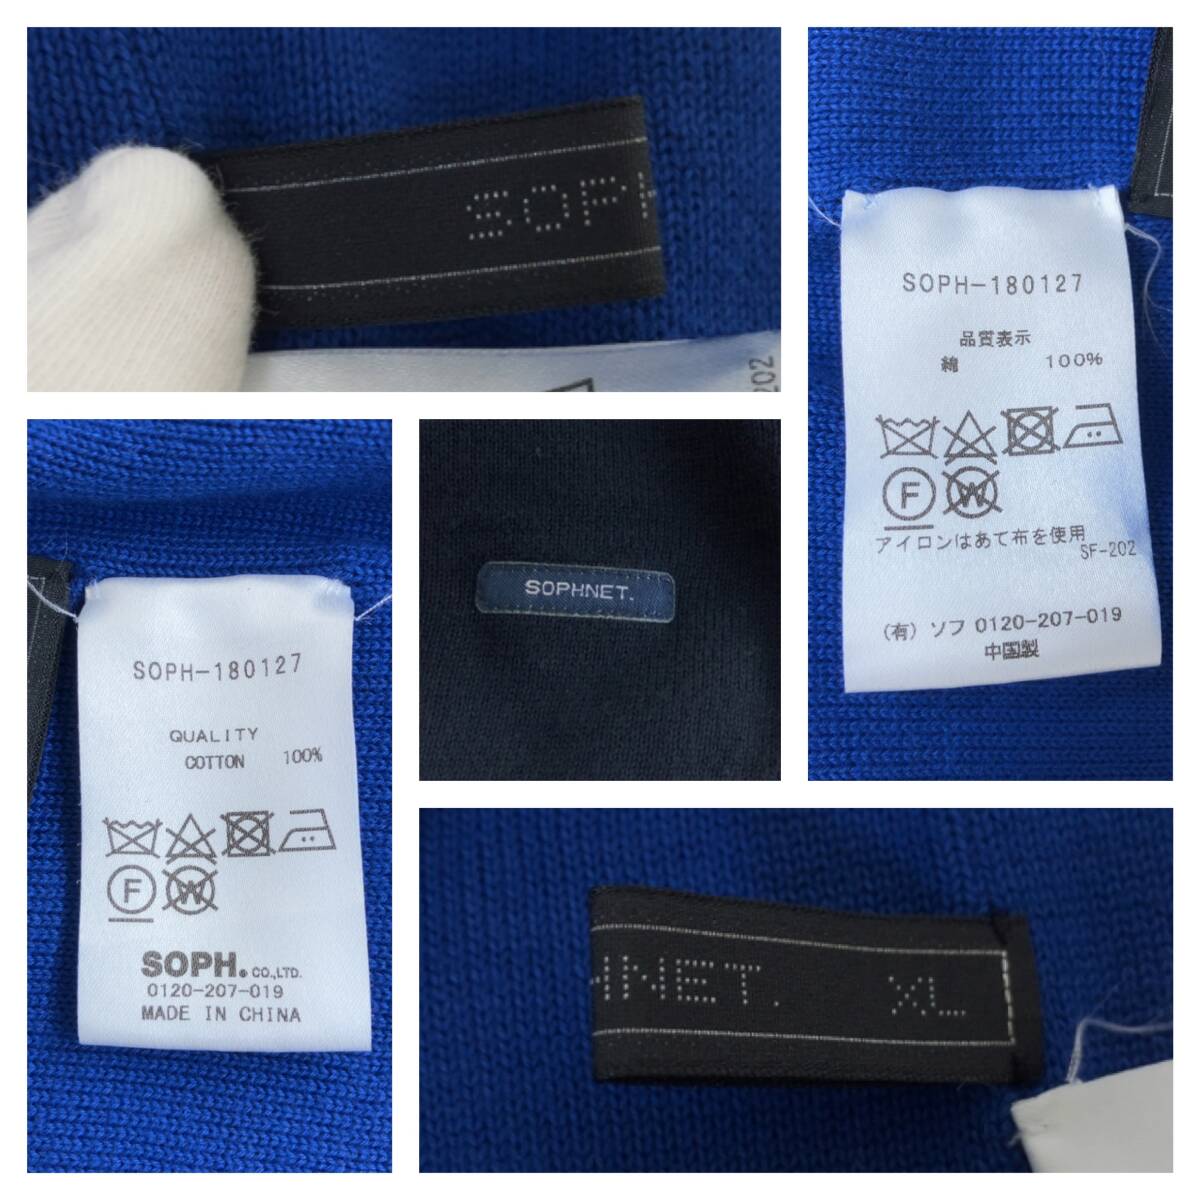 SOPH
202
SOPH-180127
品質表示
綿 100%
F
W
アイロンはあて布を使用
SF-202
(有) ソフ 0120-207-019
中国製
SOPH-180127
QUALITY
COTTON 100%
F
W
SOPH. CO.,LTD.
0120-207-019
MADE IN CHINA
SOPHNET.
HNET. XL